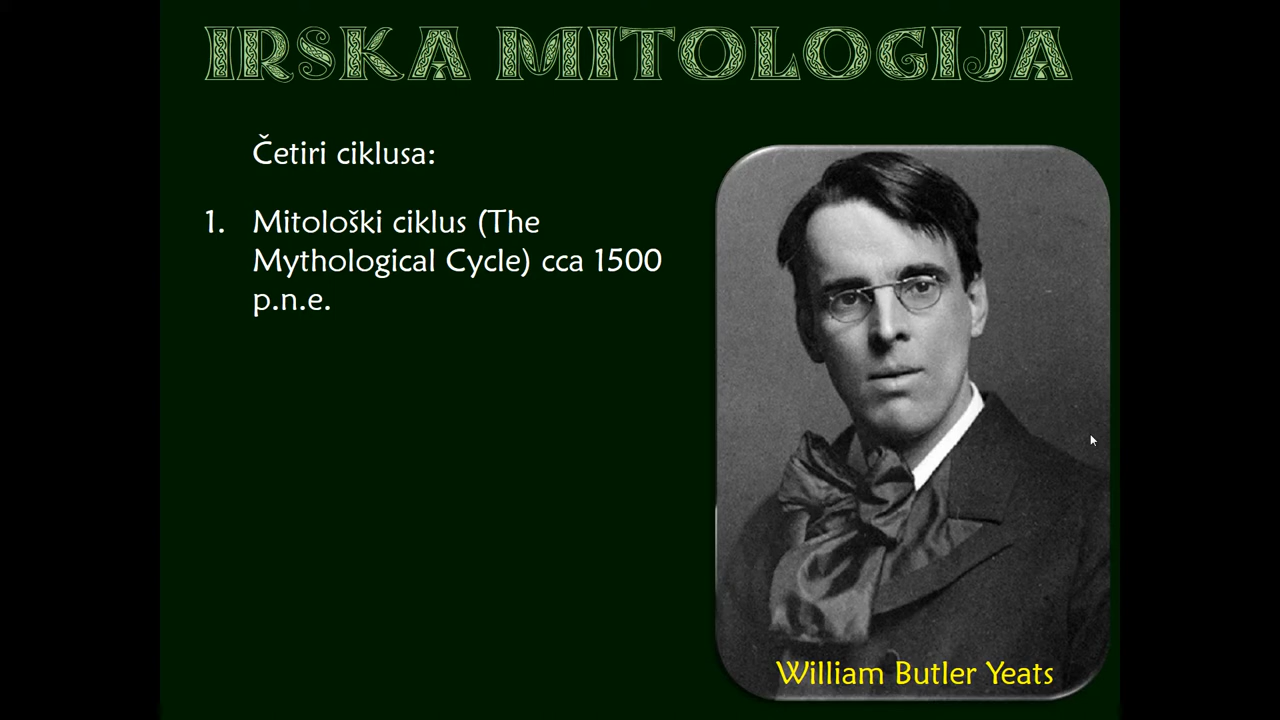 IRSKA MITOLOGIJA
Četiri ciklusa:
1. Mitološki ciklus (The
Mythological Cycle) cca 1500
p.n.e.
William Butler Yeats